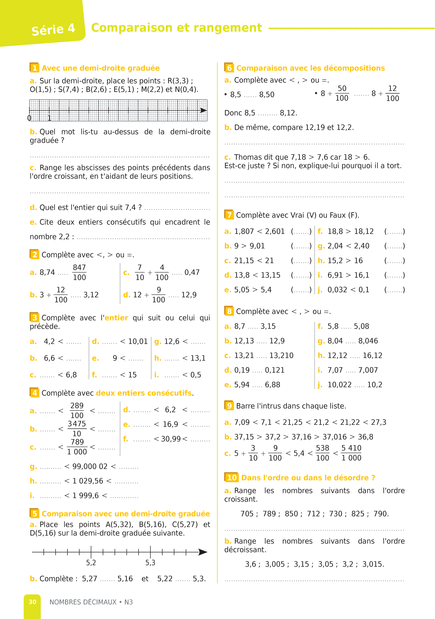 Série 4
Comparaison et rangement
1 Avec une demi-droite graduée
a. Sur la demi-droite, place les points : R(3,3) ;
O(1,5) ; S(7,4) ; B(2,6) ; E(5,1) ; M(2,2) et N(0,4).
0 1
b. Quel mot lis-tu au-dessus de la demi-droite
graduée ?
c. Range les abscisses des points précédents dans
l'ordre croissant, en t'aidant de leurs positions.
d. Quel est l'entier qui suit 7,4 ? ........................
e. Cite deux entiers consécutifs qui encadrent le
nombre 2,2 : ................................................
2 Complète avec <, > ou =.
a. 8,74 ..... 847/100
c. 7/10 + 4/100 ..... 0,47
b. 3 + 12/100 ..... 3,12
d. 12 + 9/100 ..... 12,9
3 Complète avec l'entier qui suit ou celui qui
précède.
a. 4,2 < ......
d. ...... < 10,01
g. 12,6 < ......
b. 6,6 < ......
e. 9 < ......
h. ....... < 13,1
c. ...... < 6,8
f. ....... < 15
i. ....... < 0,5
4 Complète avec deux entiers consécutifs.
a. ....... < 289/100 < .......
d. ........ < 6,2 < .........
b. ....... < 3475/10 < .......
e. ........ < 16,9 < .........
c. ....... < 789/1 000 < .......
f. ........ < 30,99 < .........
g. .......... < 99,000 02 < .........
h. .......... < 1 029,56 < ..........
i. .......... < 1 999,6 < ..........
5 Comparaison avec une demi-droite graduée
a. Place les points A(5,32), B(5,16), C(5,27) et
D(5,16) sur la demi-droite graduée suivante.
5,2 5,3
b. Complète : 5,27 ....... 5,16 et 5,22 ....... 5,3.
6 Comparaison avec les décompositions
a. Complète avec < , > ou =.
• 8,5 ...... 8,50
• 8 + 50/100 ....... 8 + 12/100
Donc 8,5 ......... 8,12.
b. De même, compare 12,19 et 12,2.
c. Thomas dit que 7,18 > 7,6 car 18 > 6.
Est-ce juste ? Si non, explique-lui pourquoi il a tort.
7 Complète avec Vrai (V) ou Faux (F).
a. 1,807 < 2,601 (......)
f. 18,8 > 18,12 (......)
b. 9 > 9,01 (......)
g. 2,04 < 2,40 (......)
c. 21,15 < 21 (......)
h. 15,2 > 16 (......)
d. 13,8 < 13,15 (......)
i. 6,91 > 16,1 (......)
e. 5,05 > 5,4 (......)
j. 0,032 < 0,1 (......)
8 Complète avec < , > ou =.
a. 8,7 ..... 3,15
f. 5,8 ..... 5,08
b. 12,13 ..... 12,9
g. 8,04 ..... 8,046
c. 13,21 ..... 13,210
h. 12,12 ..... 16,12
d. 0,19 ..... 0,121
i. 7,07 ..... 7,007
e. 5,94 ..... 6,88
j. 10,022 ..... 10,2
9 Barre l'intrus dans chaque liste.
a. 7,09 < 7,1 < 21,25 < 21,2 < 21,22 < 27,3
b. 37,15 > 37,2 > 37,16 > 37,016 > 36,8
c. 5 + 3/10 + 9/100 < 5,4 < 538/100 < 5 410/1 000
10 Dans l'ordre ou dans le désordre ?
a. Range les nombres suivants dans l'ordre
croissant.
705 ; 789 ; 850 ; 712 ; 730 ; 825 ; 790.
b. Range les nombres suivants dans l'ordre
décroissant.
3,6 ; 3,005 ; 3,15 ; 3,05 ; 3,2 ; 3,015.
30 NOMBRES DÉCIMAUX • N3